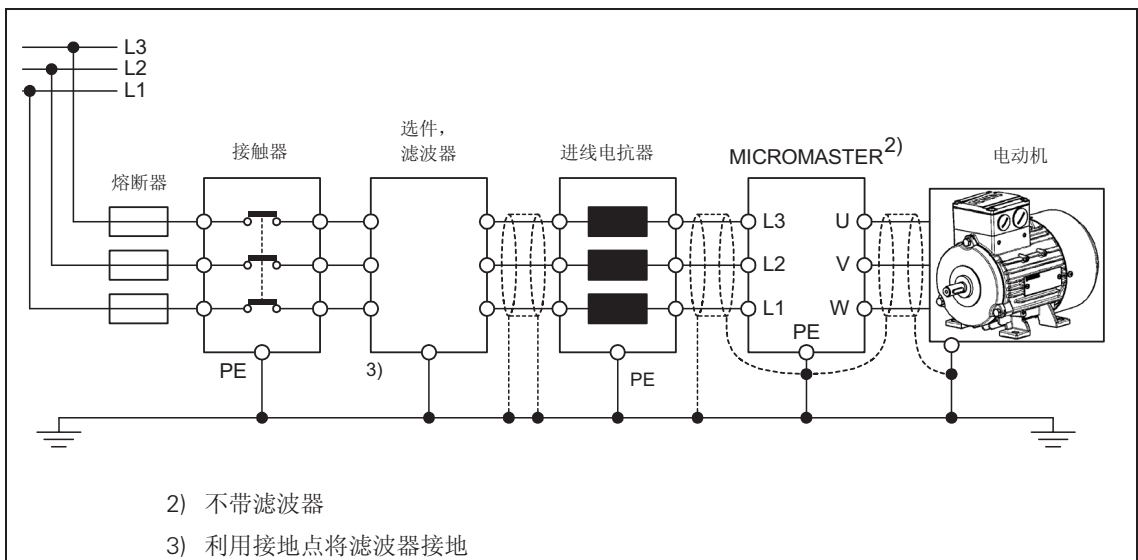 L3
L2
L1
熔断器
接触器
选件,
滤波器
进线电抗器
MICROMASTER2)
电动机
L3
U
L2
V
L1
W
PE
3)
PE
PE
2) 不带滤波器
3) 利用接地点将滤波器接地